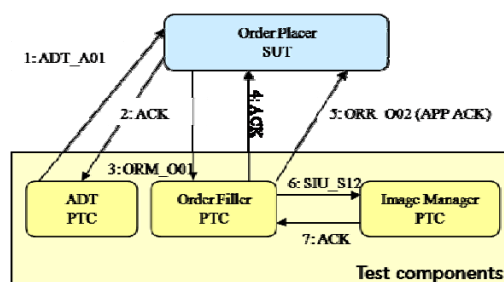 Order Placer
SUT
1: ADT_A01
2: ACK
4: ACK
5: ORR_O02 (APP ACK)
3: ORM_O01
ADT
PTC
Order Filler
PTC
6: SIU_S12
Image Manager
PTC
7: ACK
Test components